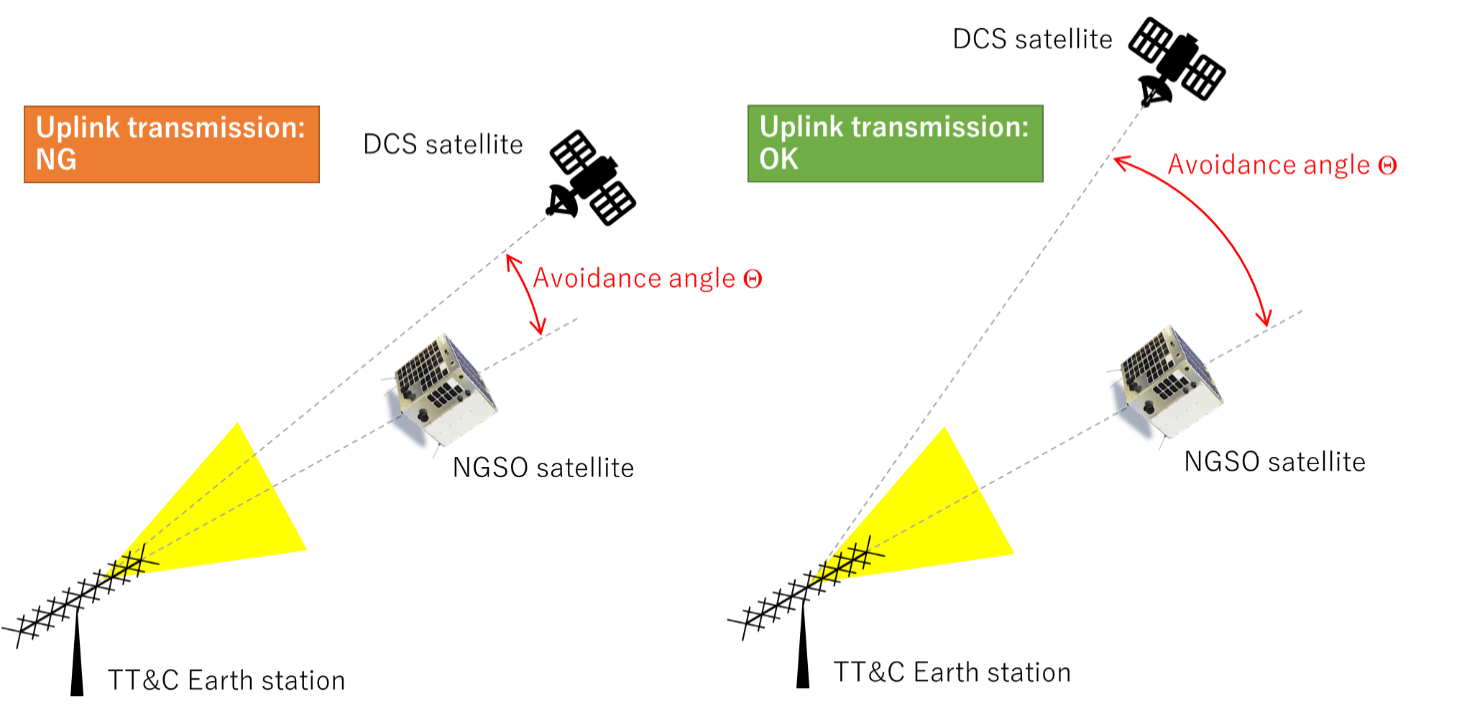 Uplink transmission:
NG
DCS satellite
Avoidance angle Θ
NGSO satellite
TT&C Earth station
Uplink transmission:
OK
DCS satellite
Avoidance angle Θ
NGSO satellite
TT&C Earth station